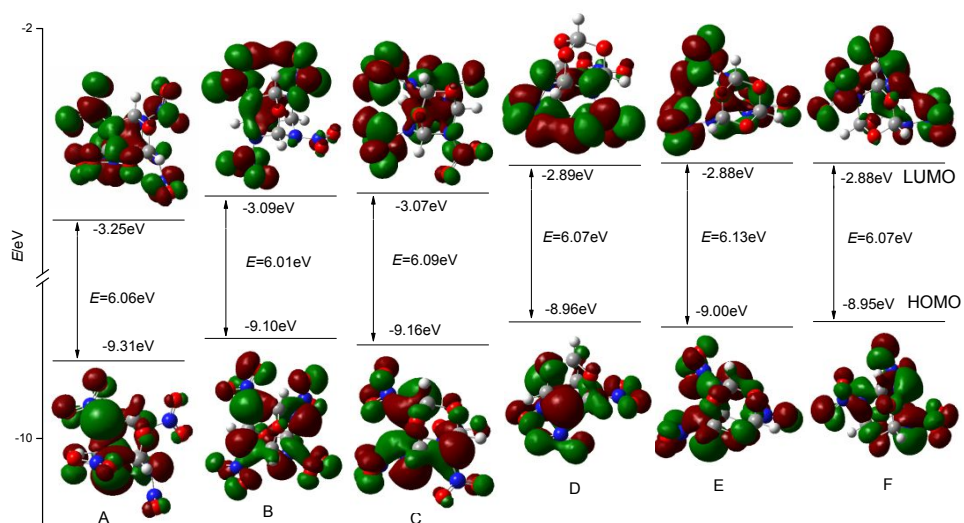 -2
-2.89eV
-2.88eV
-2.88eV
LUMO
-3.09eV
-3.07eV
-3.25eV
E/eV
E=6.07eV
E=6.13eV
E=6.07eV
E=6.01eV
E=6.09eV
E=6.06eV
-8.96eV
-9.00eV
-8.95eV
HOMO
-9.10eV
-9.16eV
-9.31eV
-10
A
B
C
D
E
F